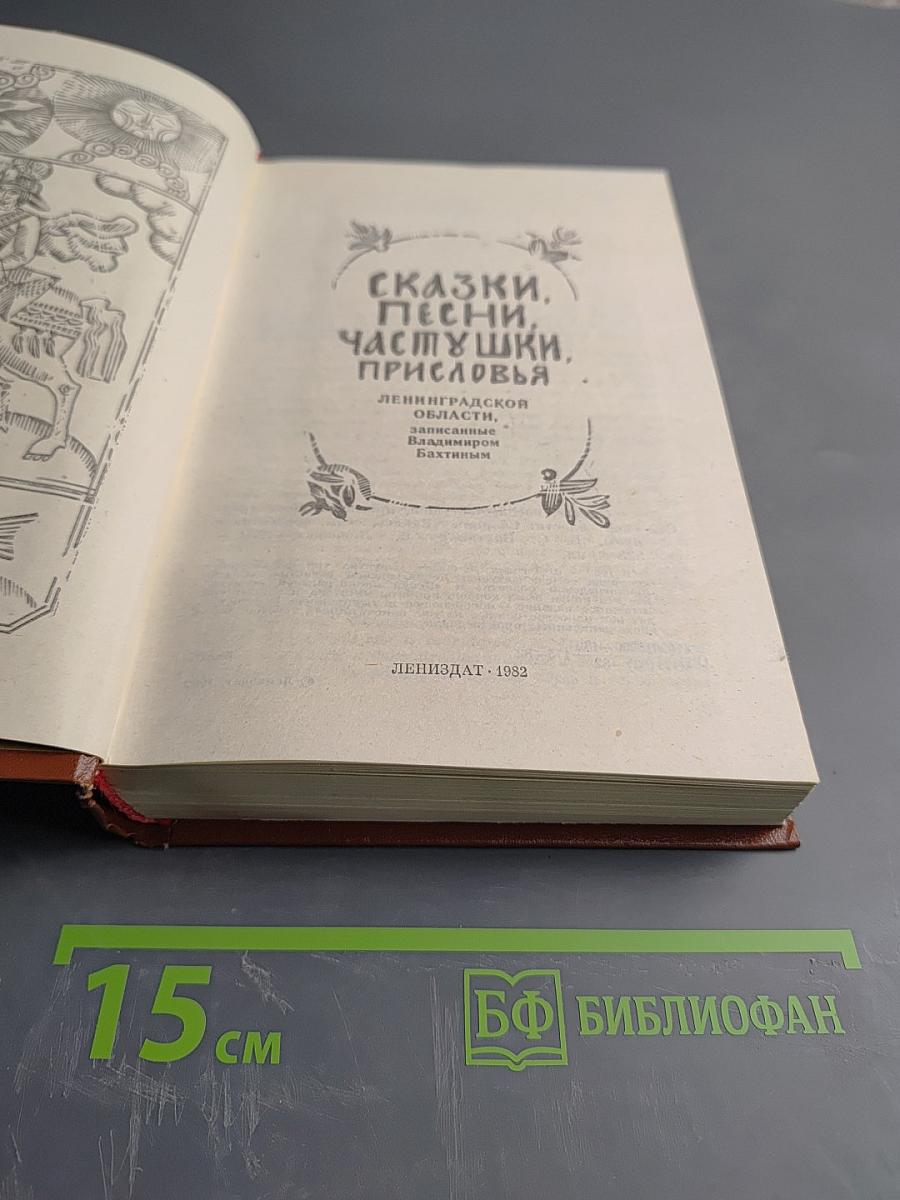 СКАЗКИ,
ПЕСНИ,
ЧАСТУШКИ,
ПРИСЛОВЬЯ
ЛЕНИНГРАДСКОЙ
ОБЛАСТИ,
записанные
Владимиром
Бахтиным
ЛЕНИЗДАТ · 1982
15 см
БФ БИБЛИОФАН